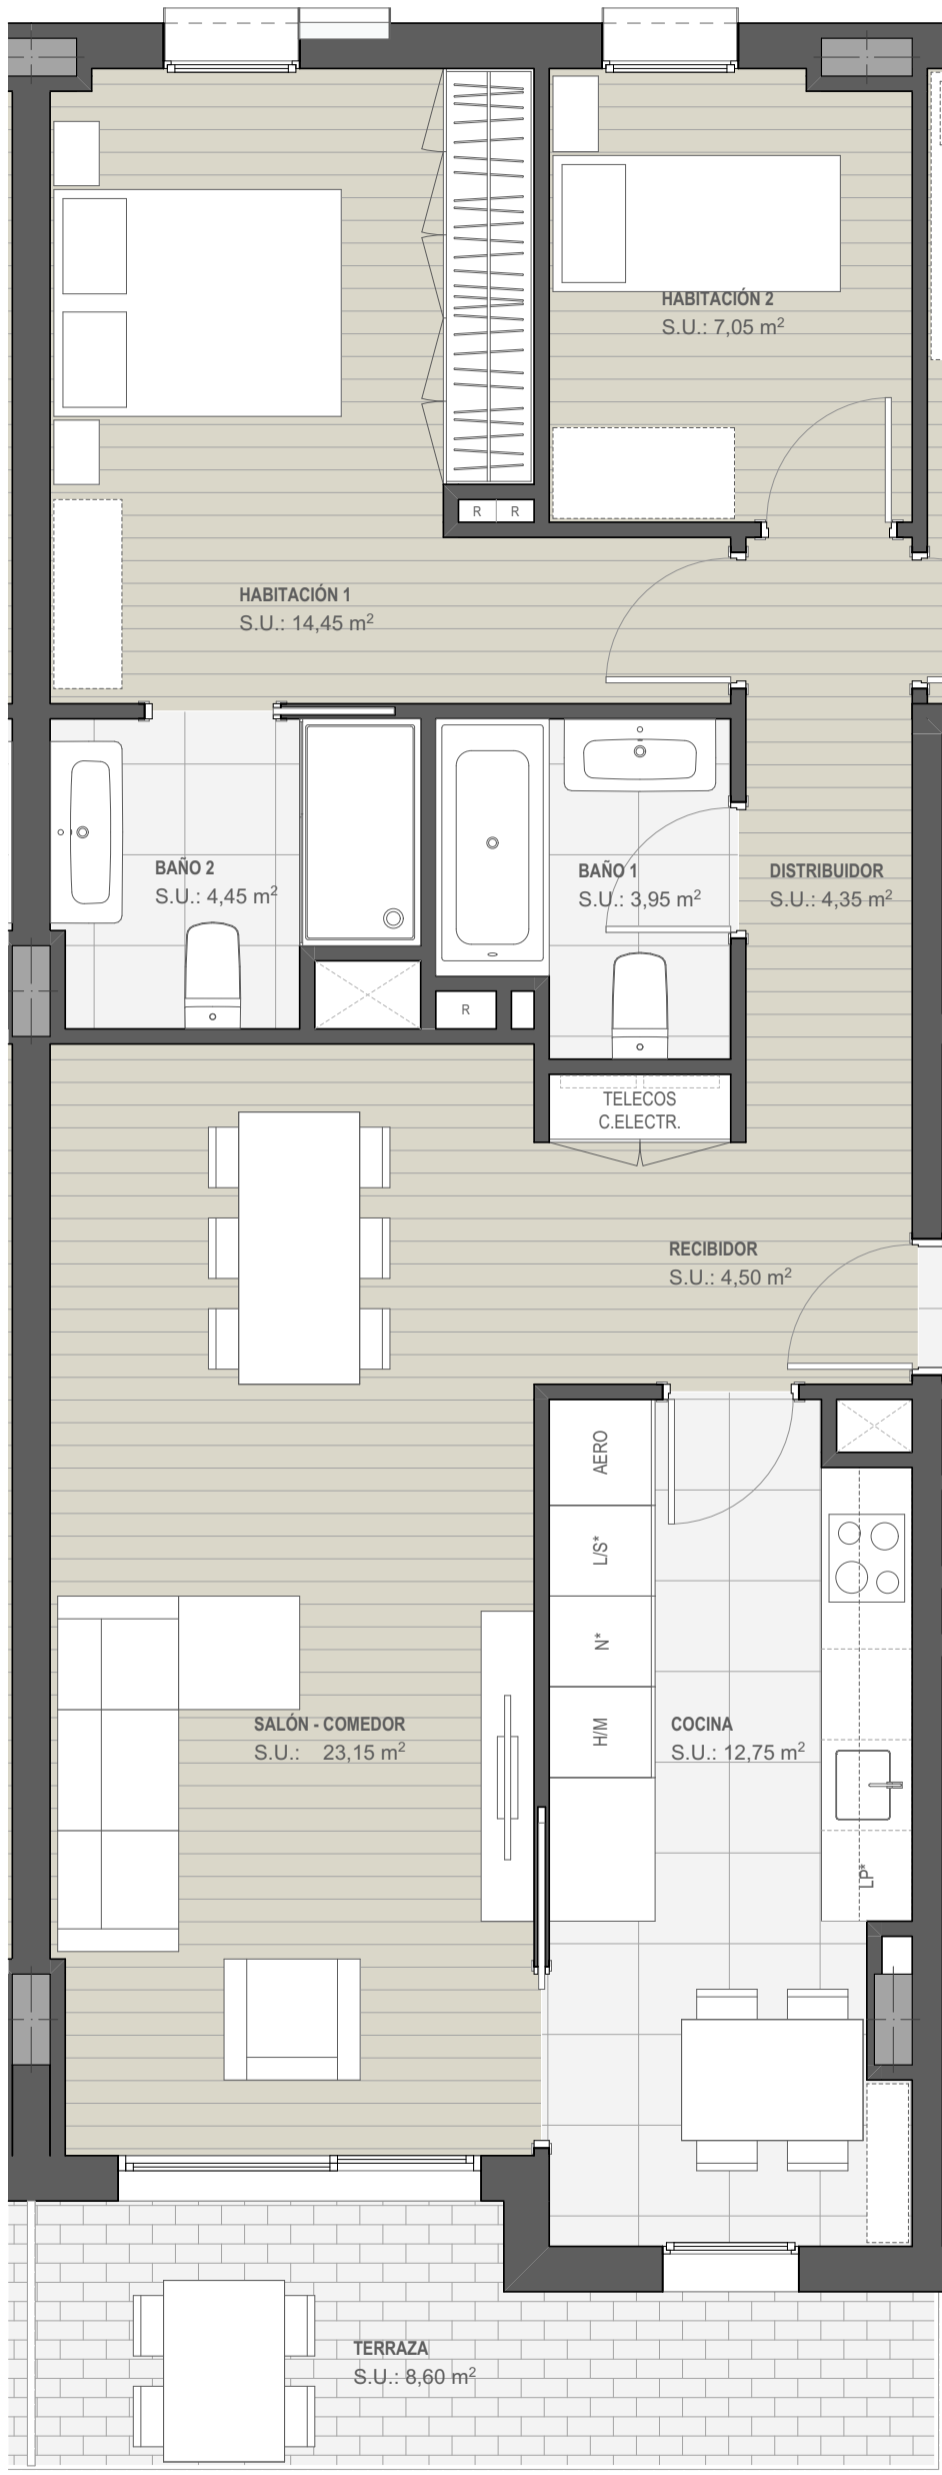 HABITACIÓN 2
S.U.: 7,05 m²
R R
HABITACIÓN 1
S.U.: 14,45 m²
BAÑO 2
S.U.: 4,45 m²
BAÑO 1
S.U.: 3,95 m²
DISTRIBUIDOR
S.U.: 4,35 m²
R
TELECOS
C.ELECTR.
RECIBIDOR
S.U.: 4,50 m²
AERO
L/S*
N*
H/M
SALÓN - COMEDOR
S.U.: 23,15 m²
COCINA
S.U.: 12,75 m²
LP*
TERRAZA
S.U.: 8,60 m²